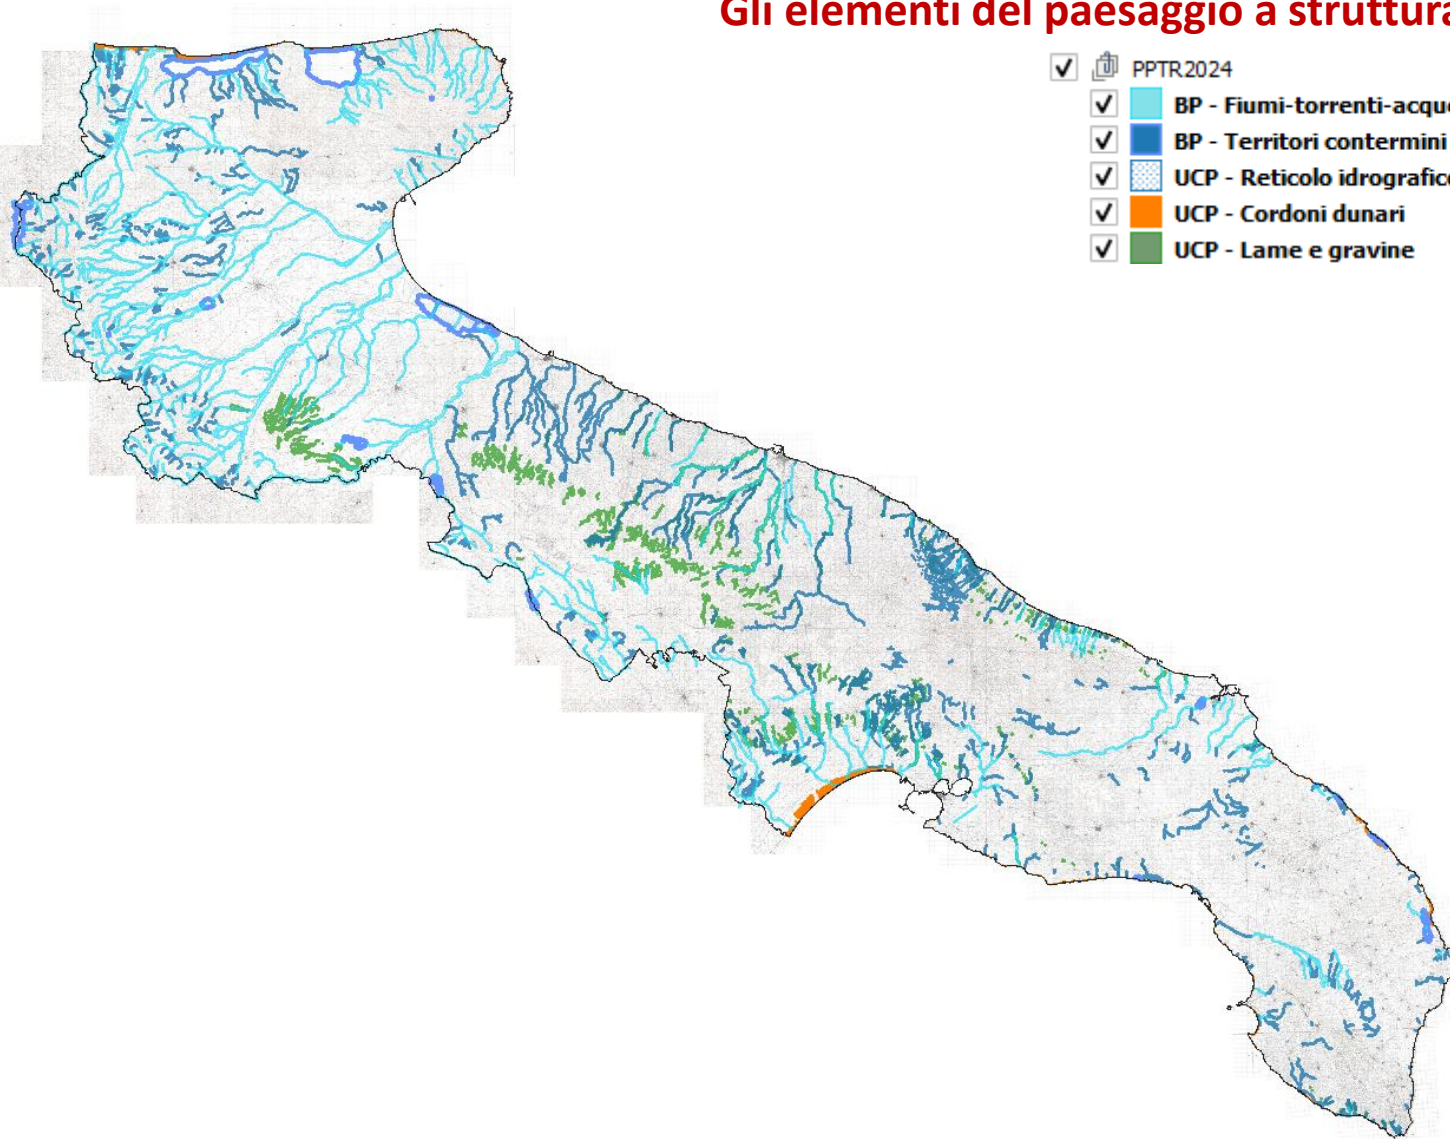 Gli elementi del paesaggio a struttura
PPTR2024
BP - Fiumi-torrenti-acque
BP - Territori contermini
UCP - Reticolo idrografico
UCP - Cordoni dunari
UCP - Lame e gravine